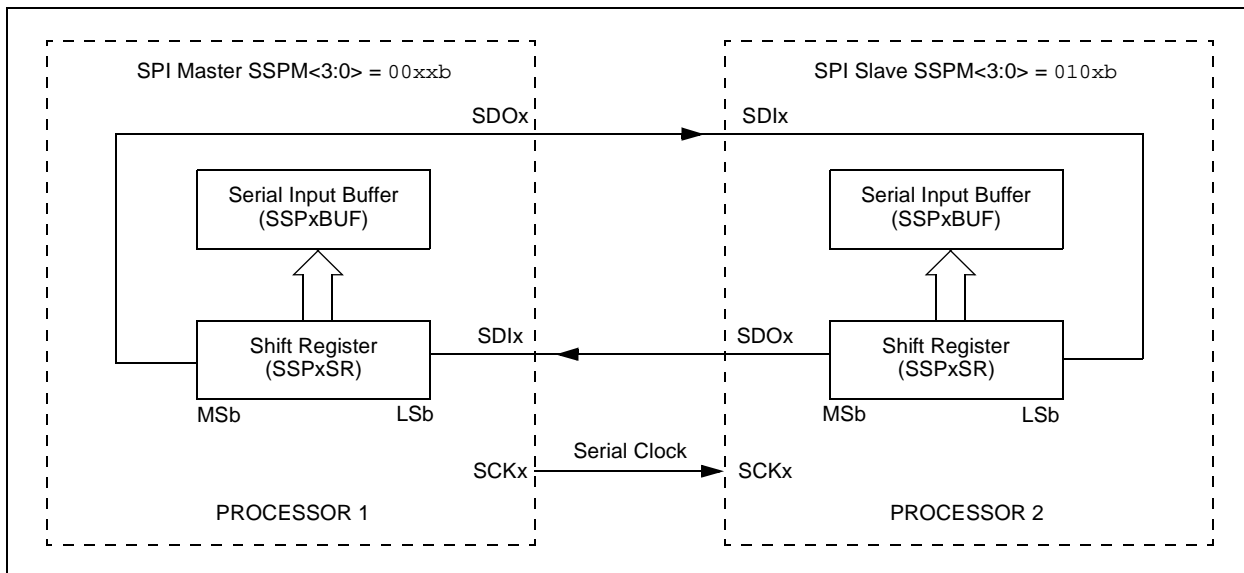 SPI Master SSPM<3:0> = 00xxb
SDOx
Serial Input Buffer
(SSPxBUF)
Shift Register
(SSPxSR)
MSb
LSb
SDIx
SCKx
PROCESSOR 1
Serial Clock
SPI Slave SSPM<3:0> = 010xb
SDIx
Serial Input Buffer
(SSPxBUF)
SDOx
Shift Register
(SSPxSR)
MSb
LSb
SCKx
PROCESSOR 2